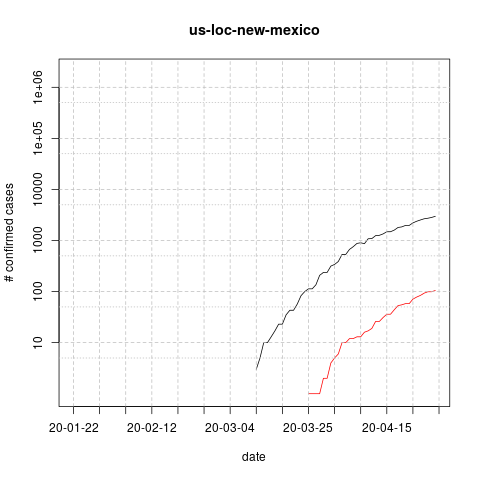 us-loc-new-mexico
1e+06
1e+05
10000
1000
100
10
# confirmed cases
20-01-22 20-02-12 20-03-04 20-03-25 20-04-15
date